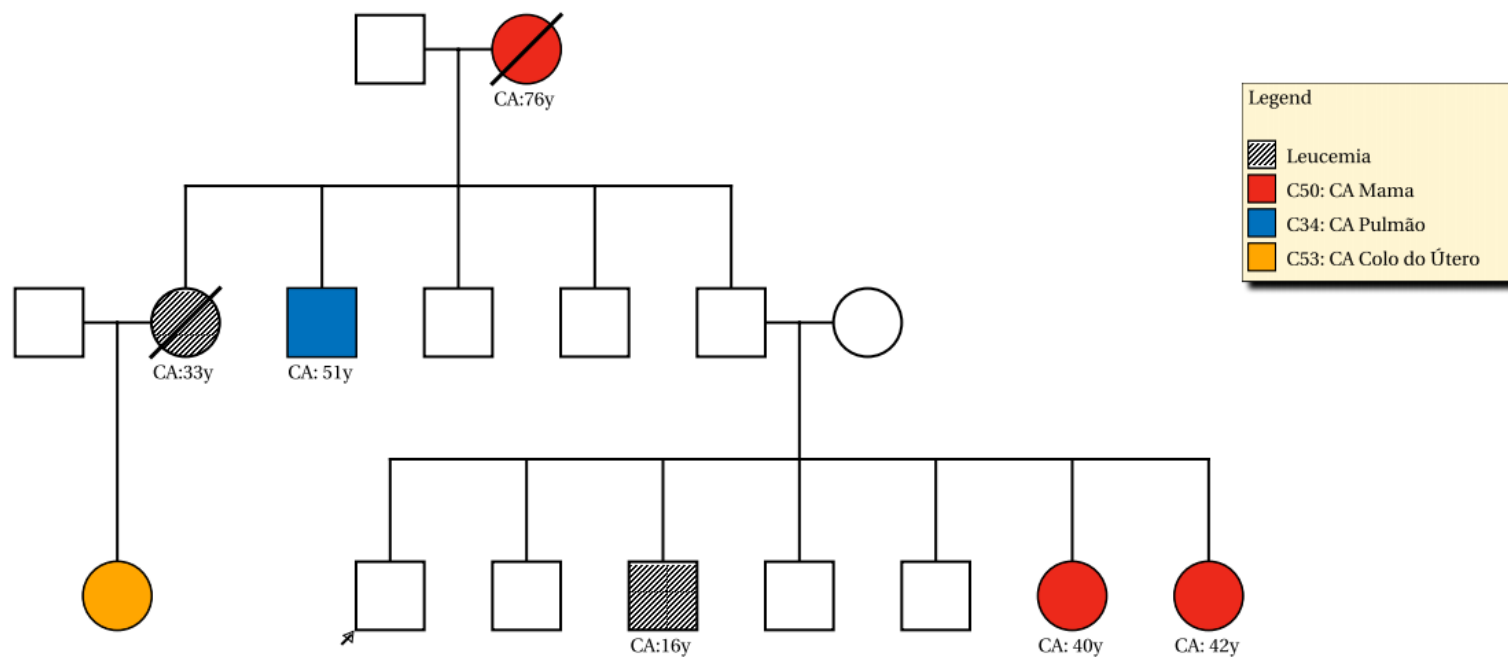 CA:76y
Legend
Leucemia
C50: CA Mama
C34: CA Pulmão
C53: CA Colo do Útero
CA:33y
CA: 51y
CA:16y
CA: 40y
CA: 42y